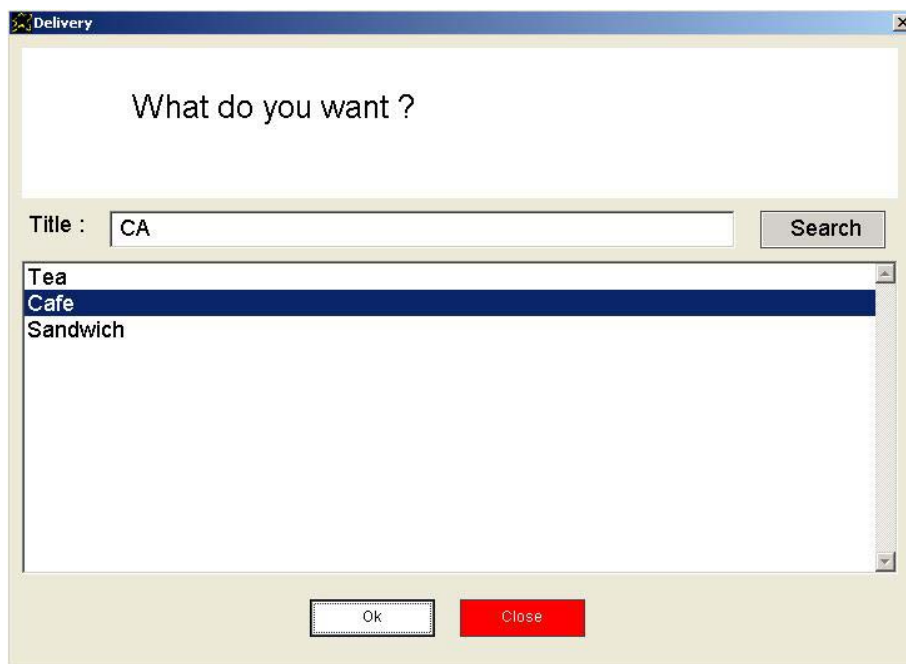 Delivery
What do you want ?
Title : CA Search
Tea
Cafe
Sandwich
Ok Close